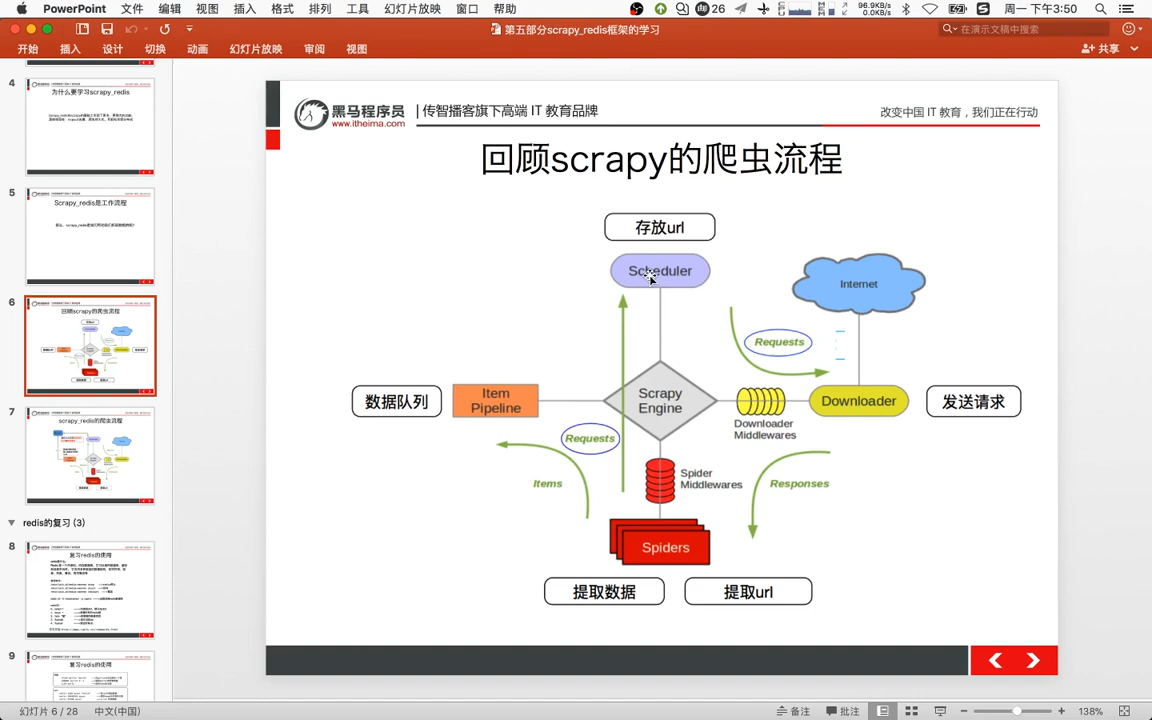 PowerPoint 文件 编辑 视图 插入 格式 工具 幻灯片放映 窗口 帮助 26 96.9KB/s 0.0KB/s 周一 下午3:50
第五部分scrapy_redis框架的学习
在演示文稿中搜索
开始 插入 设计 切换 动画 幻灯片放映 审阅 视图 共享
4
为什么要学习scrapy_redis
5
Scrapy_redis是工作流程
6
回顾scrapy的爬虫流程
7
scrapy_redis的爬虫流程
redis的复习 (3)
8
复习redis的使用
9
复习redis的使用
黑马程序员
www.itheima.com
传智播客旗下高端 IT 教育品牌
改变中国 IT 教育，我们正在行动
回顾scrapy的爬虫流程
存放url
Scheduler
Internet
Requests
数据队列
Item
Pipeline
Scrapy
Engine
Downloader
发送请求
Downloader
Middlewares
Requests
Items
Spider
Middlewares
Responses
Spiders
提取数据
提取url
幻灯片 6 / 28 中文(中国) 备注 批注 138%